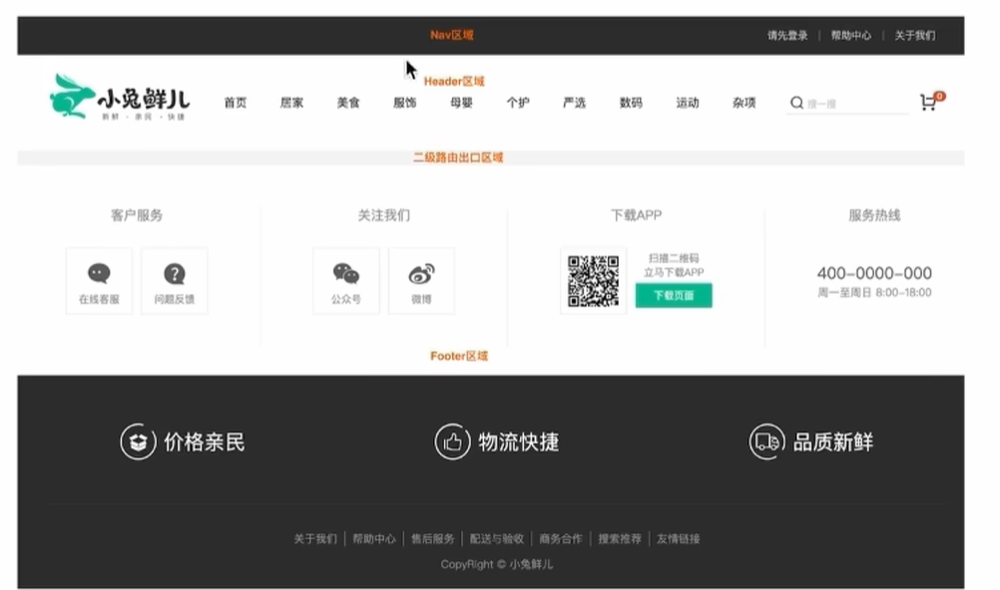 Nav区域
请先登录 | 帮助中心 | 关于我们
Header区域
小兔鲜儿
新鲜 · 亲民 · 快捷
首页 居家 美食 服饰 母婴 个护 严选 数码 运动 杂项
搜一搜
0
二级路由出口区域
客户服务 关注我们 下载APP 服务热线
在线客服 问题反馈
公众号 微博
扫描二维码
立马下载APP
下载页面
400-0000-000
周一至周日 8:00-18:00
Footer区域
价格亲民 物流快捷 品质新鲜
关于我们 | 帮助中心 | 售后服务 | 配送与验收 | 商务合作 | 搜索推荐 | 友情链接
CopyRight © 小兔鲜儿